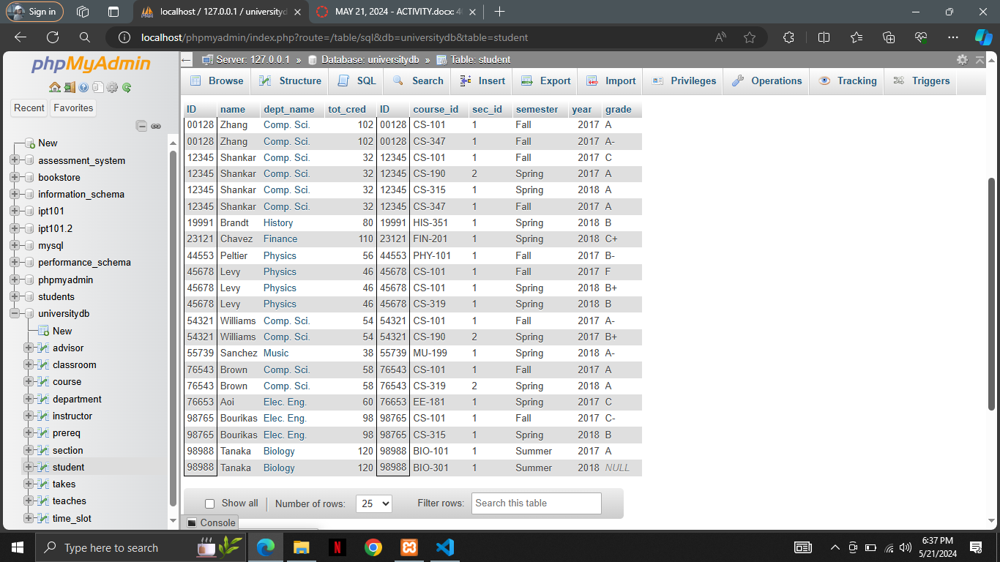 Sign in
localhost / 127.0.0.1 / universityd
MAY 21, 2024 - ACTIVITY.docx: 4
localhost/phpmyadmin/index.php?route=/table/sql&db=universitydb&table=student
phpMyAdmin
Recent Favorites
New
assessment_system
bookstore
information_schema
ipt101
ipt101.2
mysql
performance_schema
phpmyadmin
students
universitydb
New
advisor
classroom
course
department
instructor
prereq
section
student
takes
teaches
time_slot
Server: 127.0.0.1 » Database: universitydb » Table: student
Browse Structure SQL Search Insert Export Import Privileges Operations Tracking Triggers
ID name dept_name tot_cred ID course_id sec_id semester year grade
00128 Zhang Comp. Sci. 102 00128 CS-101 1 Fall 2017 A
00128 Zhang Comp. Sci. 102 00128 CS-347 1 Fall 2017 A-
12345 Shankar Comp. Sci. 32 12345 CS-101 1 Fall 2017 C
12345 Shankar Comp. Sci. 32 12345 CS-190 2 Spring 2017 A
12345 Shankar Comp. Sci. 32 12345 CS-315 1 Spring 2018 A
12345 Shankar Comp. Sci. 32 12345 CS-347 1 Fall 2017 A
19991 Brandt History 80 19991 HIS-351 1 Spring 2018 B
23121 Chavez Finance 110 23121 FIN-201 1 Spring 2018 C+
44553 Peltier Physics 56 44553 PHY-101 1 Fall 2017 B-
45678 Levy Physics 46 45678 CS-101 1 Fall 2017 F
45678 Levy Physics 46 45678 CS-101 1 Spring 2018 B+
45678 Levy Physics 46 45678 CS-319 1 Spring 2018 B
54321 Williams Comp. Sci. 54 54321 CS-101 1 Fall 2017 A-
54321 Williams Comp. Sci. 54 54321 CS-190 2 Spring 2017 B+
55739 Sanchez Music 38 55739 MU-199 1 Spring 2018 A-
76543 Brown Comp. Sci. 58 76543 CS-101 1 Fall 2017 A
76543 Brown Comp. Sci. 58 76543 CS-319 2 Spring 2018 A
76653 Aoi Elec. Eng. 60 76653 EE-181 1 Spring 2017 C
98765 Bourikas Elec. Eng. 98 98765 CS-101 1 Fall 2017 C-
98765 Bourikas Elec. Eng. 98 98765 CS-315 1 Spring 2018 B
98988 Tanaka Biology 120 98988 BIO-101 1 Summer 2017 A
98988 Tanaka Biology 120 98988 BIO-301 1 Summer 2018 NULL
Show all Number of rows: 25 Filter rows: Search this table
Console
Type here to search
6:37 PM
5/21/2024